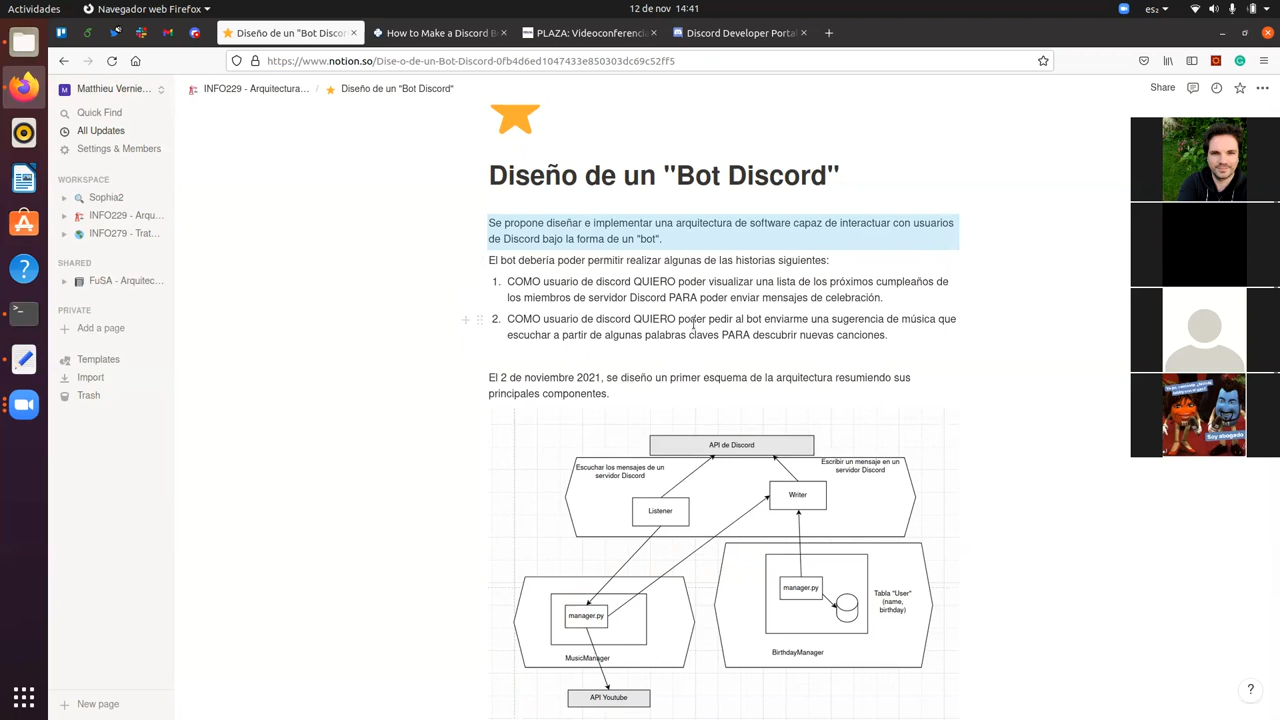 Actividades
Navegador web Firefox
12 de nov 14:41
es₂
Diseño de un "Bot Discor
How to Make a Discord B
PLAZA: Videoconferencia
Discord Developer Portal
https://www.notion.so/Dise-o-de-un-Bot-Discord-0fb4d6ed1047433e850303dc69c52ff5
Matthieu Vernie...
INFO229 - Arquitectura...
/
Diseño de un "Bot Discord"
Share
Quick Find
All Updates
Settings & Members
WORKSPACE
Sophia2
INFO229 - Arqu...
INFO279 - Trat...
SHARED
FuSA - Arquitec...
PRIVATE
Add a page
Templates
Import
Trash
New page
Diseño de un "Bot Discord"
Se propone diseñar e implementar una arquitectura de software capaz de interactuar con usuarios
de Discord bajo la forma de un "bot".
El bot debería poder permitir realizar algunas de las historias siguientes:
1. COMO usuario de discord QUIERO poder visualizar una lista de los próximos cumpleaños de
los miembros de servidor Discord PARA poder enviar mensajes de celebración.
2. COMO usuario de discord QUIERO poder pedir al bot enviarme una sugerencia de música que
escuchar a partir de algunas palabras claves PARA descubrir nuevas canciones.
El 2 de noviembre 2021, se diseño un primer esquema de la arquitectura resumiendo sus
principales componentes.
API de Discord
Escuchar los mensajes de un
servidor Discord
Escribir un mensaje en un
servidor Discord
Listener
Writer
manager.py
Tabla "User"
(name,
birthday)
manager.py
BirthdayManager
MusicManager
API Youtube
Soy abogado
?